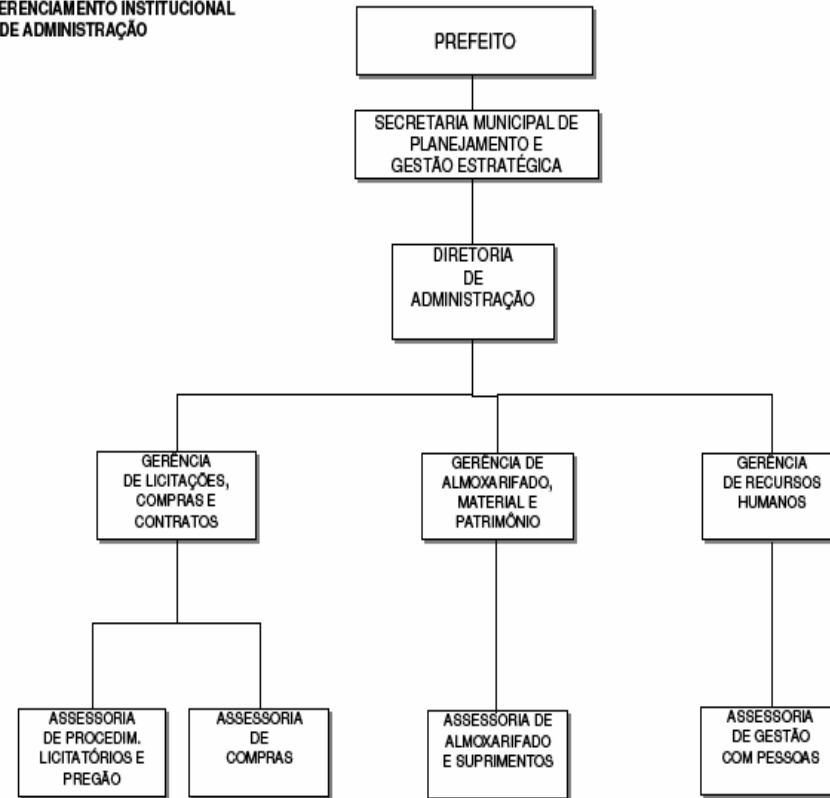 ERENCIAMENTO INSTITUCIONAL
DE ADMINISTRAÇÃO
PREFEITO
SECRETARIA MUNICIPAL DE
PLANEJAMENTO E
GESTÃO ESTRATÉGICA
DIRETORIA
DE
ADMINISTRAÇÃO
GERÊNCIA
DE LICITAÇÕES,
COMPRAS E
CONTRATOS
GERÊNCIA DE
ALMOXARIFADO,
MATERIAL E
PATRIMÔNIO
GERÊNCIA
DE RECURSOS
HUMANOS
ASSESSORIA
DE PROCEDIM.
LICITATÓRIOS E
PREGÃO
ASSESSORIA
DE
COMPRAS
ASSESSORIA DE
ALMOXARIFADO
E SUPRIMENTOS
ASSESSORIA
DE GESTÃO
COM PESSOAS